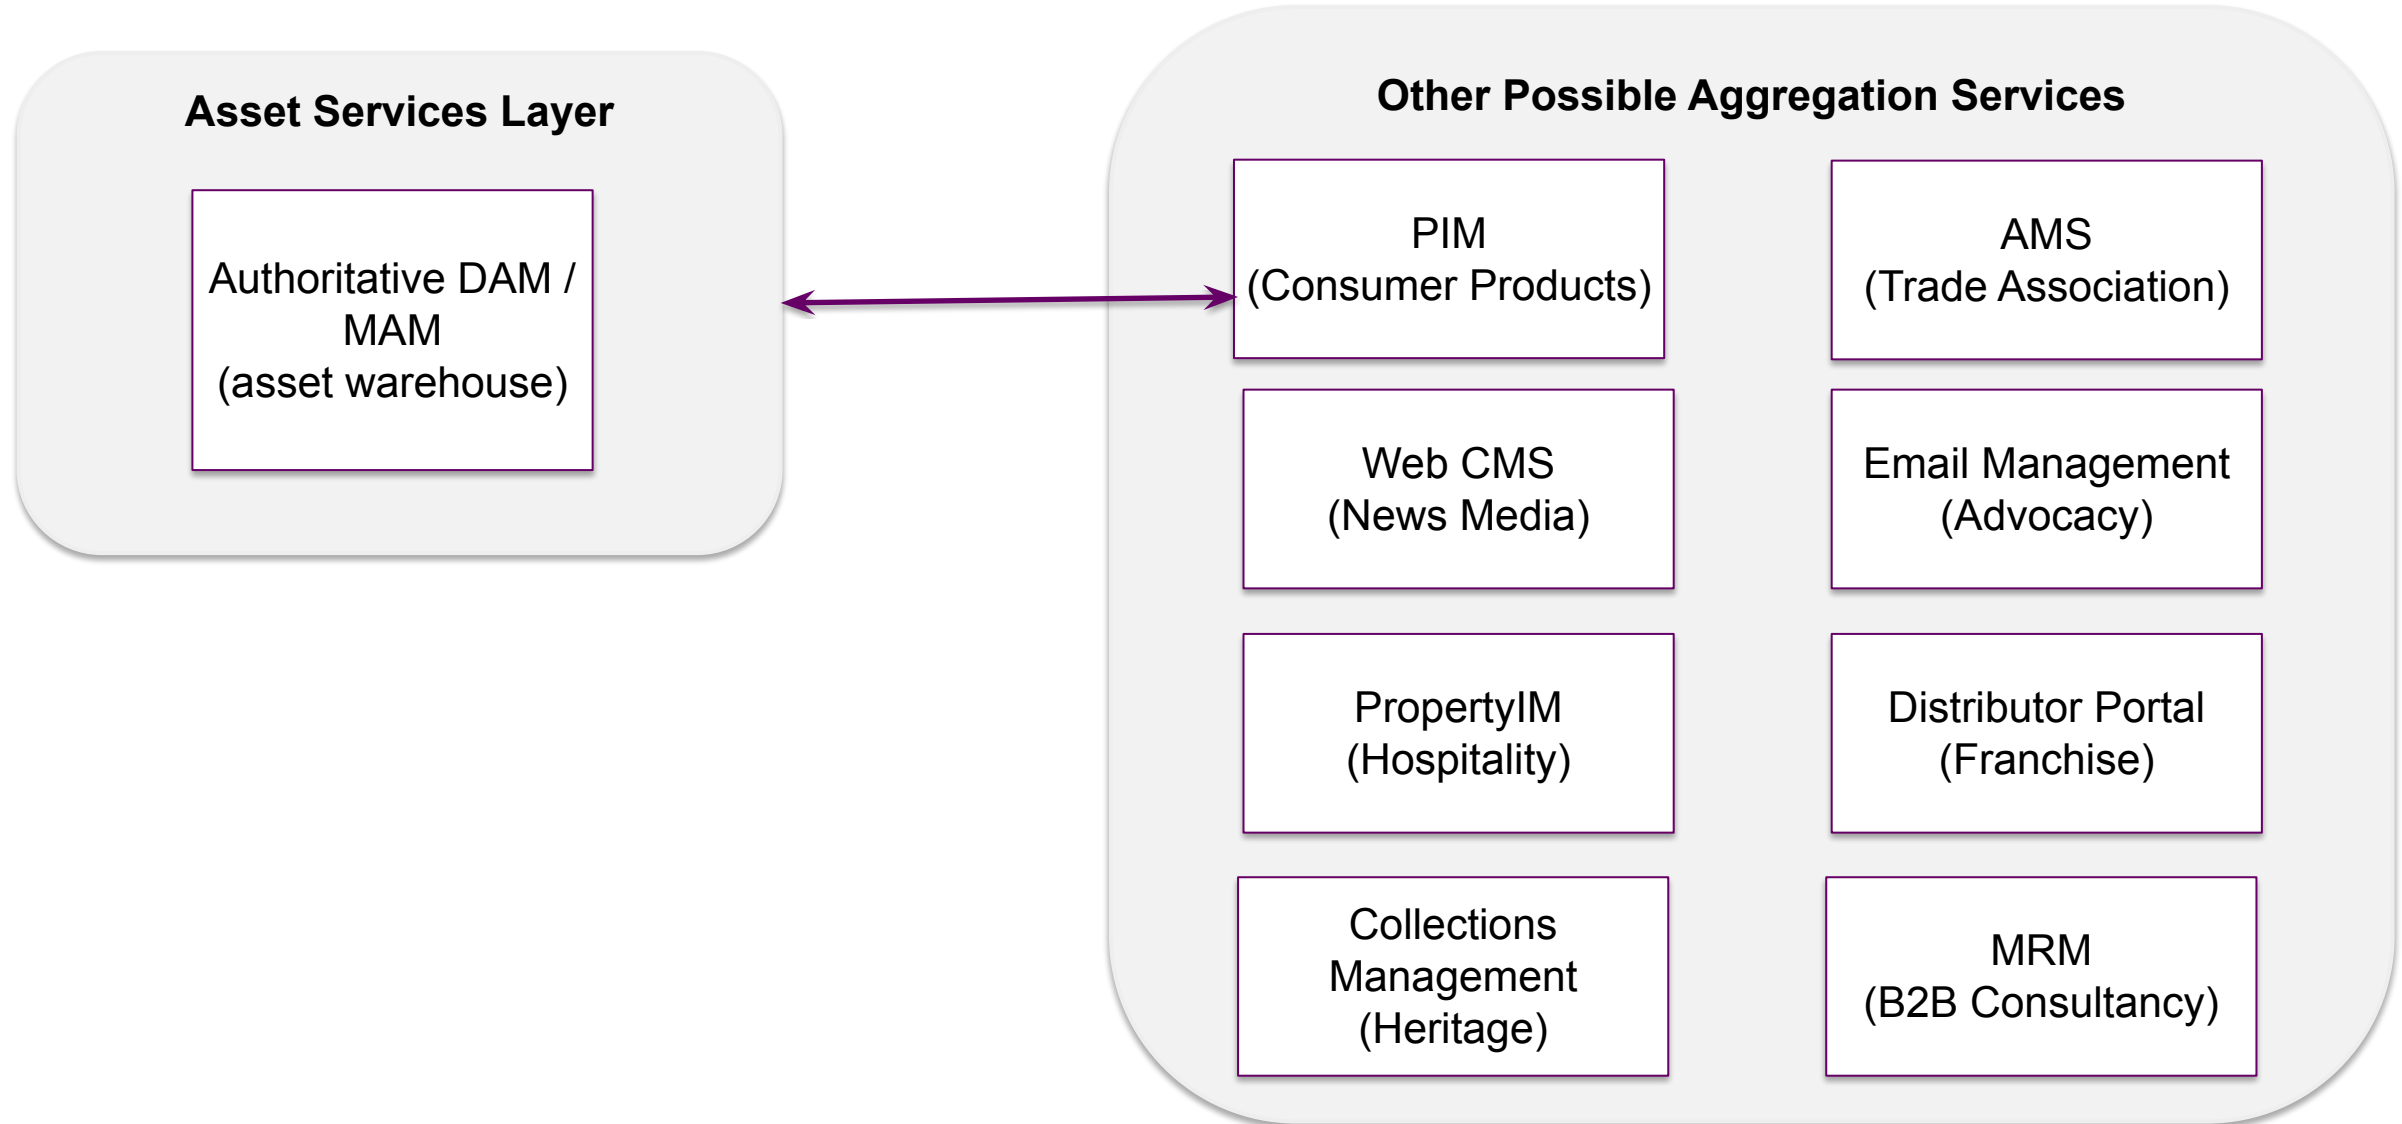 Asset Services Layer
Authoritative DAM /
MAM
(asset warehouse)
Other Possible Aggregation Services
PIM
(Consumer Products)
AMS
(Trade Association)
Web CMS
(News Media)
Email Management
(Advocacy)
PropertyIM
(Hospitality)
Distributor Portal
(Franchise)
Collections
Management
(Heritage)
MRM
(B2B Consultancy)